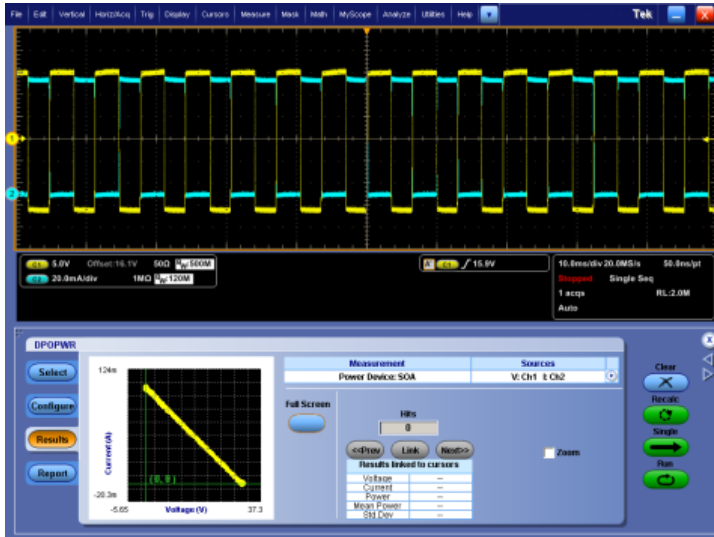 File Edit Vertical Horiz/Acq Trig Display Cursors Measure Mask Math MyScope Analyze Utilities Help Tek X
1
2
C1 5.0V Offset:16.1V 50Ω BW:500M
C2 20.0mA/div 1MΩ BW:120M
A' C1 / 15.9V
10.0ms/div 20.0MS/s 50.0ns/pt
Stopped Single Seq
1 acqs RL:2.0M
Auto
DPOPWR
Select
Configure
Results
Report
124m
Current (A)
-20.3m
(0, 0)
-5.65 Voltage (V) 37.3
Full Screen
Measurement Sources
Power Device: SOA V: Ch1 I: Ch2
Hits
0
<<Prev Link Next>>
Results linked to cursors
Voltage --
Current --
Power --
Mean Power --
Std Dev --
Zoom
X
Clear
Recalc
Single
Run